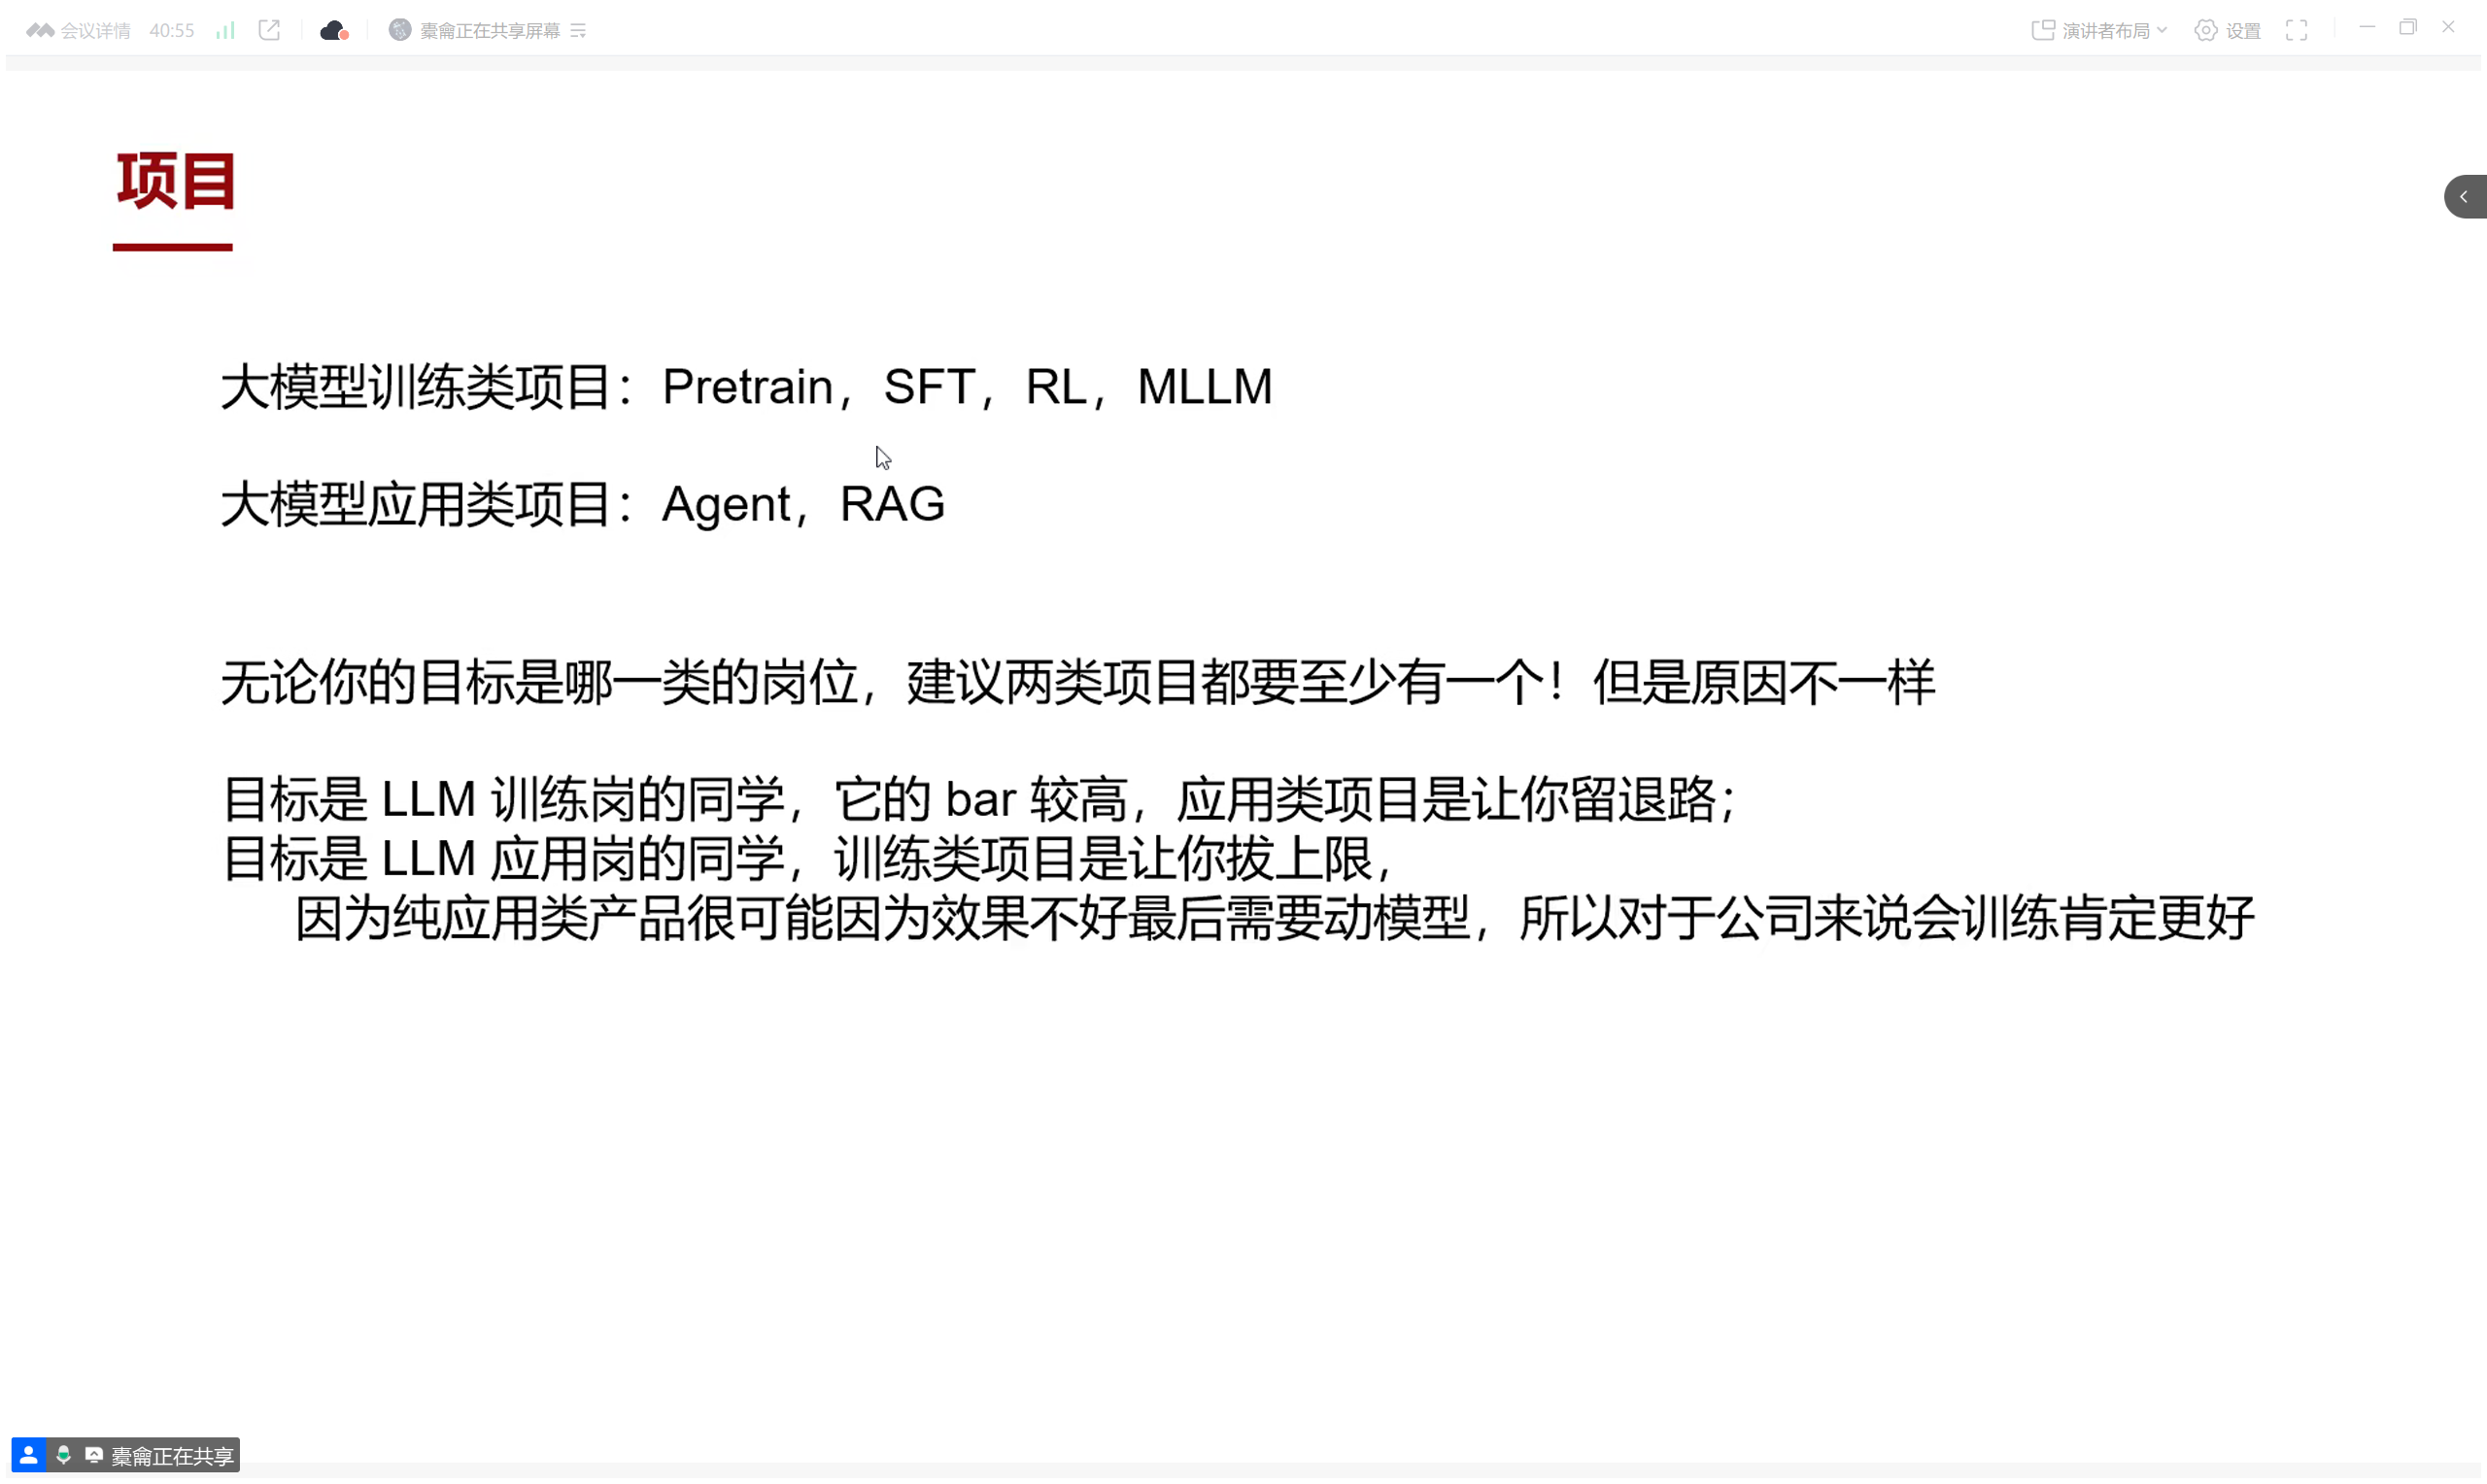 会议详情 40:55 橐龠正在共享屏幕 演讲者布局 设置
项目
大模型训练类项目：Pretrain，SFT，RL，MLLM
大模型应用类项目：Agent，RAG
无论你的目标是哪一类的岗位，建议两类项目都要至少有一个！但是原因不一样
目标是 LLM 训练岗的同学，它的 bar 较高，应用类项目是让你留退路；
目标是 LLM 应用岗的同学，训练类项目是让你拔上限，
因为纯应用类产品很可能因为效果不好最后需要动模型，所以对于公司来说会训练肯定更好
橐龠正在共享